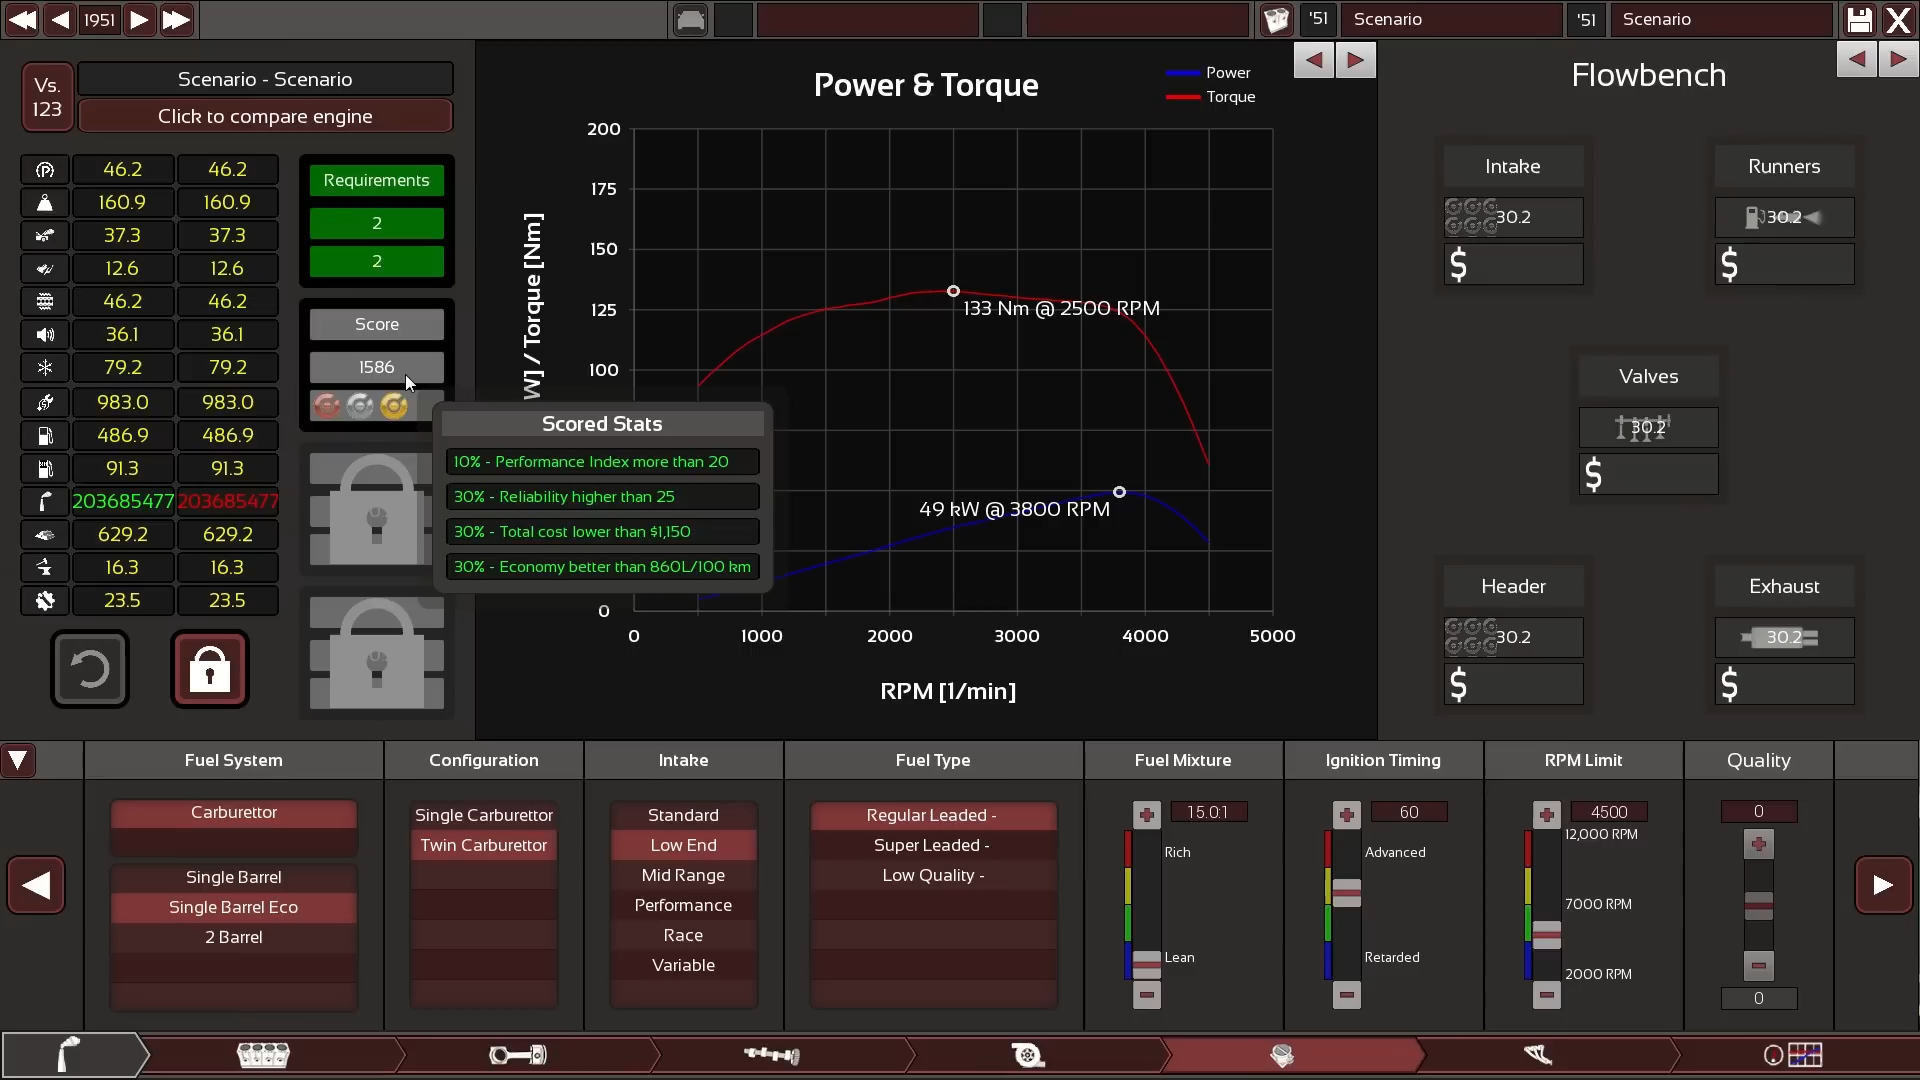 1951
'51
Scenario
'51
Scenario
Vs.
123
Scenario - Scenario
Click to compare engine
46.2 46.2
160.9 160.9
37.3 37.3
12.6 12.6
46.2 46.2
36.1 36.1
79.2 79.2
983.0 983.0
486.9 486.9
91.3 91.3
203685477 203685477
629.2 629.2
16.3 16.3
23.5 23.5
Requirements
2
2
Score
1586
Scored Stats
10% - Performance Index more than 20
30% - Reliability higher than 25
30% - Total cost lower than $1,150
30% - Economy better than 860L/100 km
Power & Torque
Power
Torque
W] / Torque [Nm]
200
175
150
125
100
0
133 Nm @ 2500 RPM
49 kW @ 3800 RPM
0 1000 2000 3000 4000 5000
RPM [1/min]
Flowbench
Intake
30.2
$
Runners
30.2
$
Valves
30.2
$
Header
30.2
$
Exhaust
30.2
$
Fuel System
Carburettor
Single Barrel
Single Barrel Eco
2 Barrel
Configuration
Single Carburettor
Twin Carburettor
Intake
Standard
Low End
Mid Range
Performance
Race
Variable
Fuel Type
Regular Leaded -
Super Leaded -
Low Quality -
Fuel Mixture
15.0:1
Rich
Lean
Ignition Timing
60
Advanced
Retarded
RPM Limit
4500
12,000 RPM
7000 RPM
2000 RPM
Quality
0
0